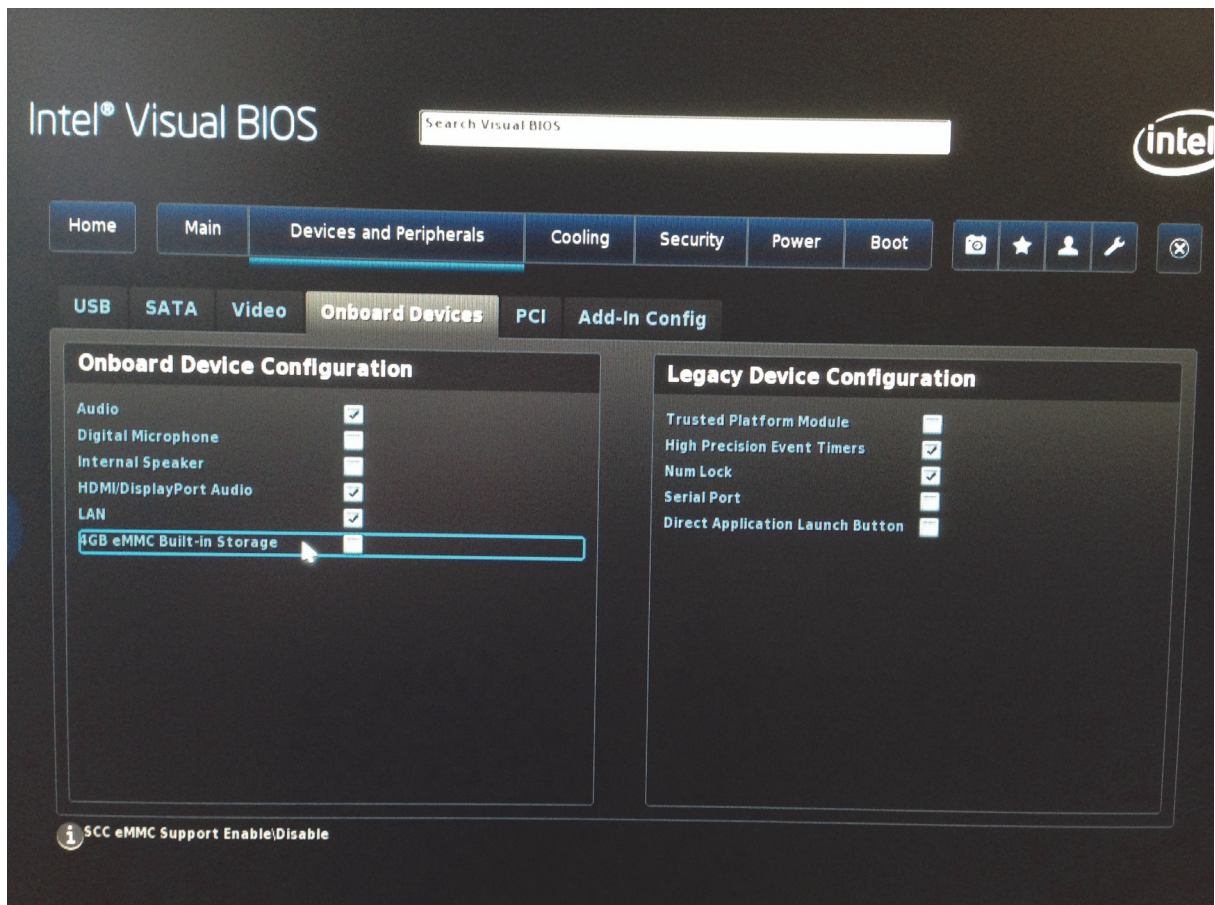 Intel® Visual BIOS
Search Visual BIOS
intel
Home Main Devices and Peripherals Cooling Security Power Boot
USB SATA Video Onboard Devices PCI Add-In Config
Onboard Device Configuration
Audio
Digital Microphone
Internal Speaker
HDMI/DisplayPort Audio
LAN
4GB eMMC Built-in Storage
Legacy Device Configuration
Trusted Platform Module
High Precision Event Timers
Num Lock
Serial Port
Direct Application Launch Button
SCC eMMC Support Enable\Disable